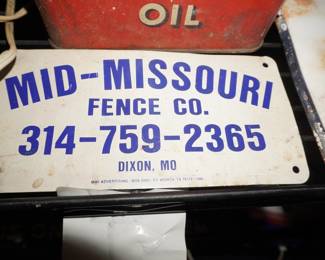 OIL
MID-MISSOURI
FENCE CO.
314-759-2365
DIXON, MO